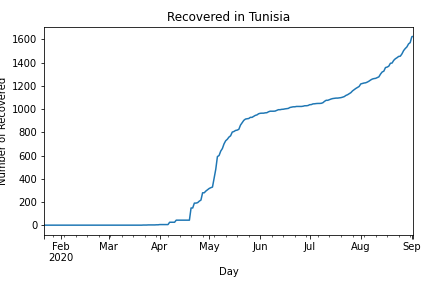 Recovered in Tunisia
Number of Recovered
1600
1400
1200
1000
800
600
400
200
0
Feb
2020
Mar
Apr
May
Jun
Jul
Aug
Sep
Day